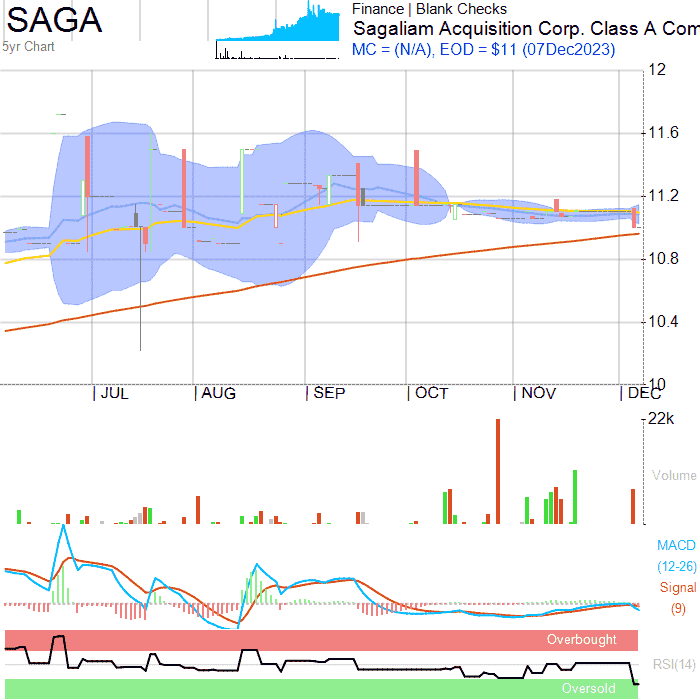 SAGA
5yr Chart
Finance | Blank Checks
Sagaliam Acquisition Corp. Class A Com
MC = (N/A), EOD = $11 (07Dec2023)
12
11.6
11.2
10.8
10.4
10
JUL AUG SEP OCT NOV DEC
22k
Volume
MACD
(12-26)
Signal
(9)
Overbought
RSI(14)
Oversold